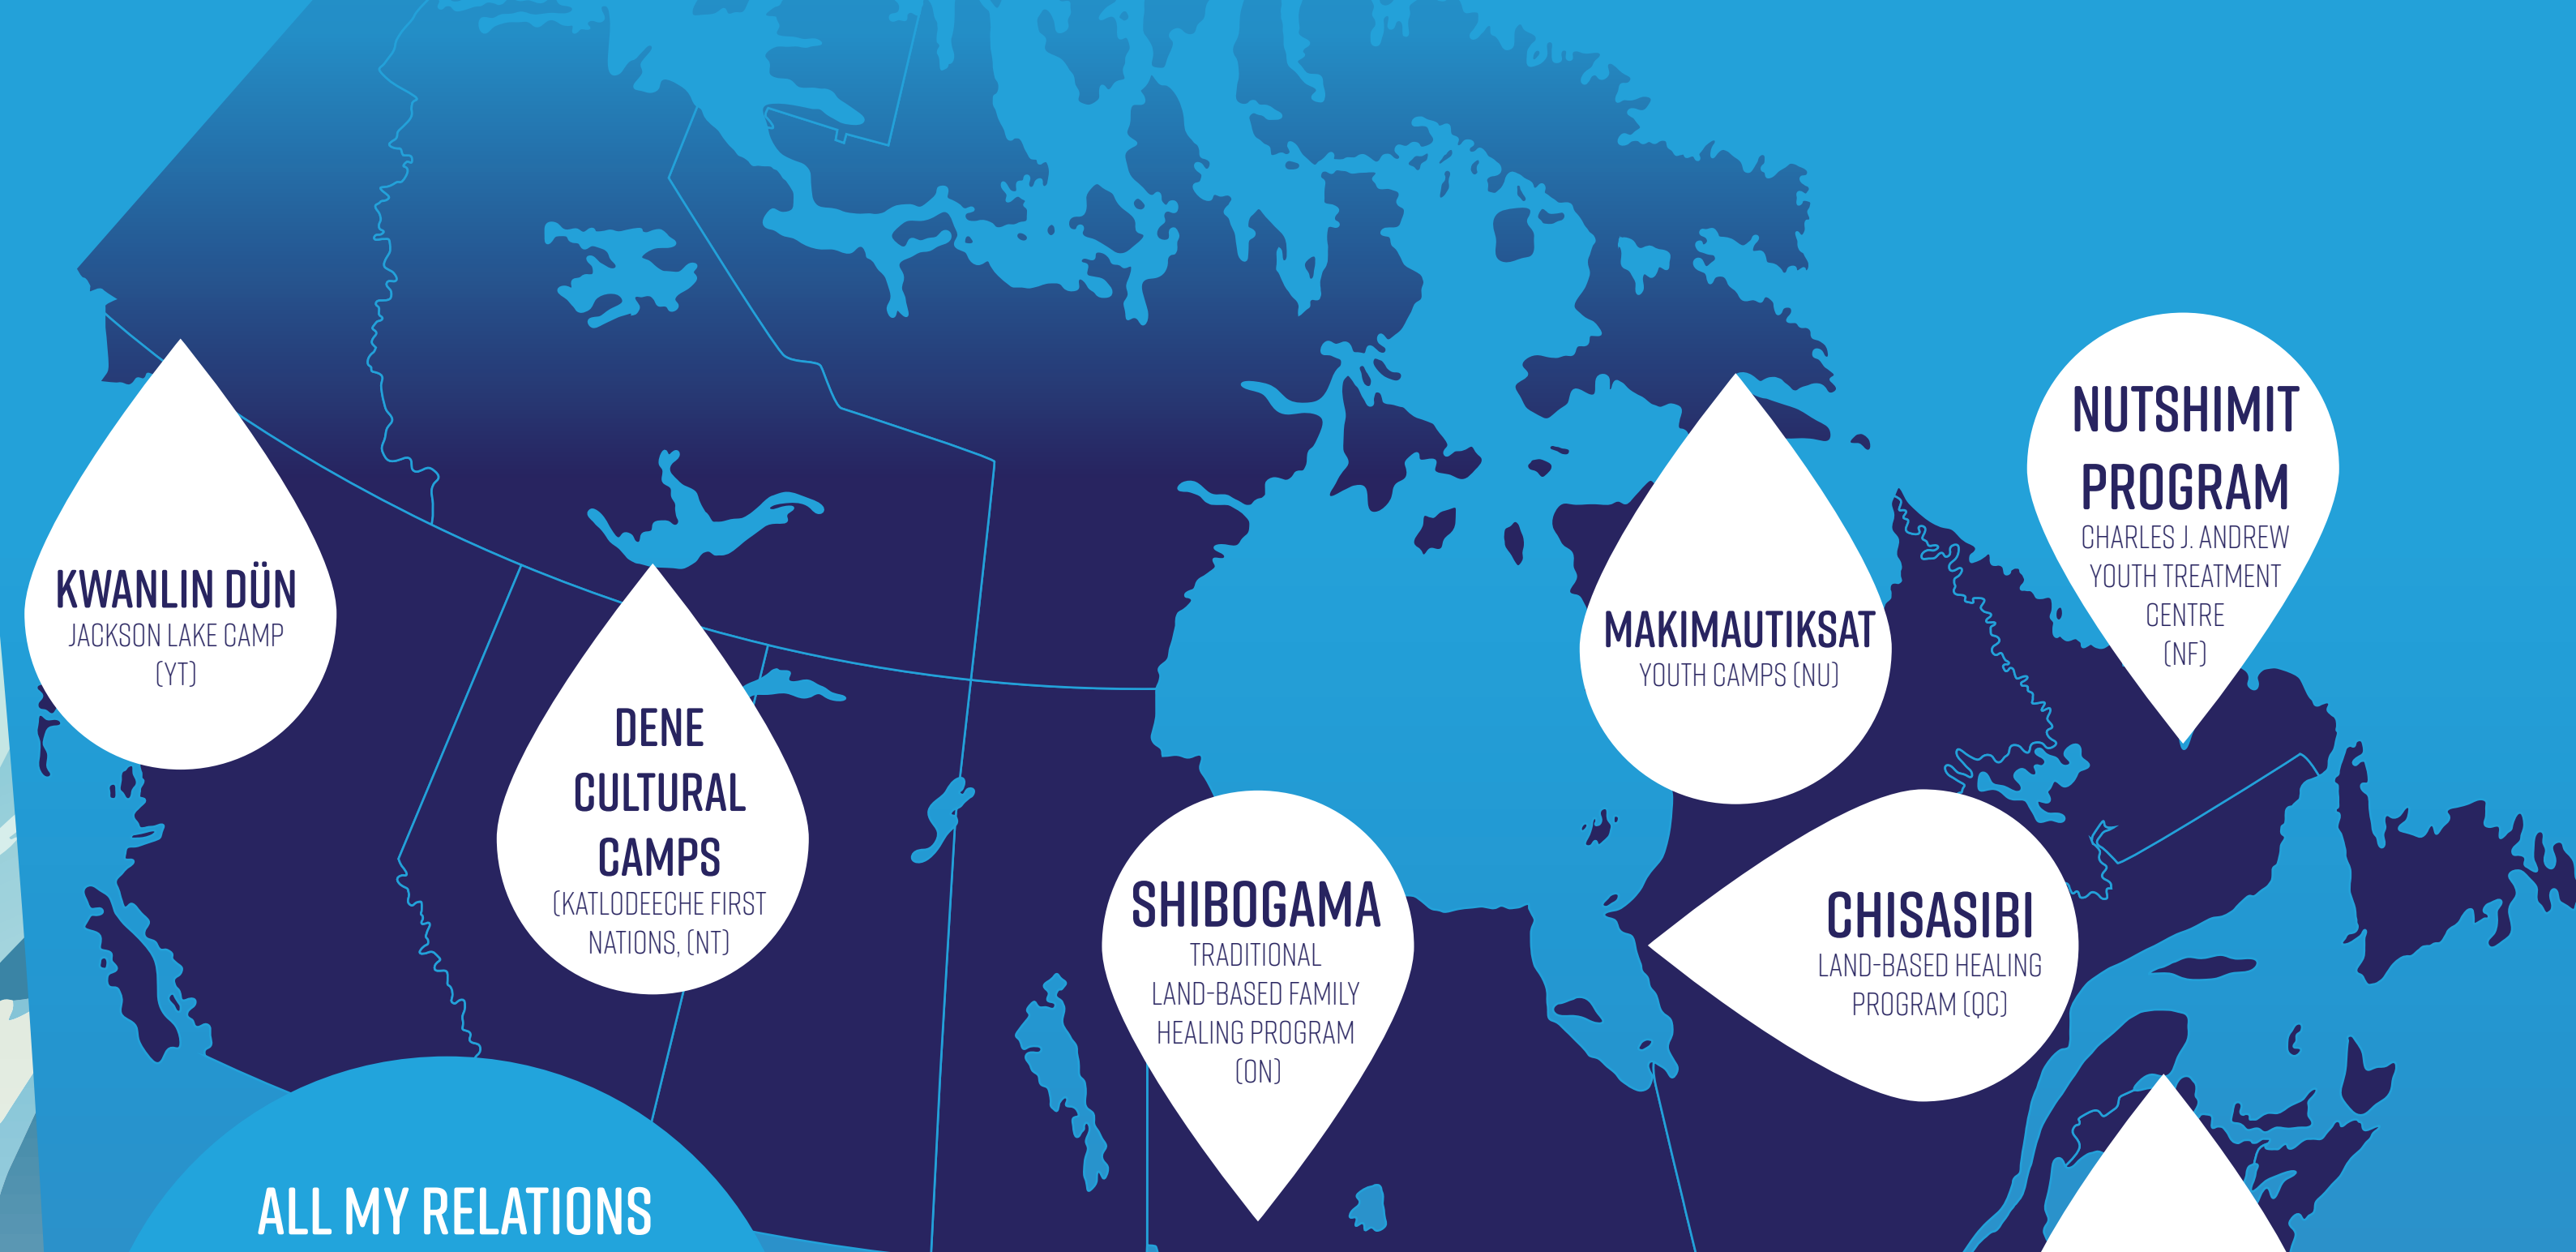 NUTSHIMIT
PROGRAM
CHARLES J. ANDREW
YOUTH TREATMENT
CENTRE
(NF)
KWANLIN DÜN
JACKSON LAKE CAMP
(YT)
MAKIMAUTIKSAT
YOUTH CAMPS (NU)
DENE
CULTURAL
CAMPS
(KATLODEECHE FIRST
NATIONS, (NT)
SHIBOGAMA
TRADITIONAL
LAND-BASED FAMILY
HEALING PROGRAM
(ON)
CHISASIBI
LAND-BASED HEALING
PROGRAM (QC)
ALL MY RELATIONS